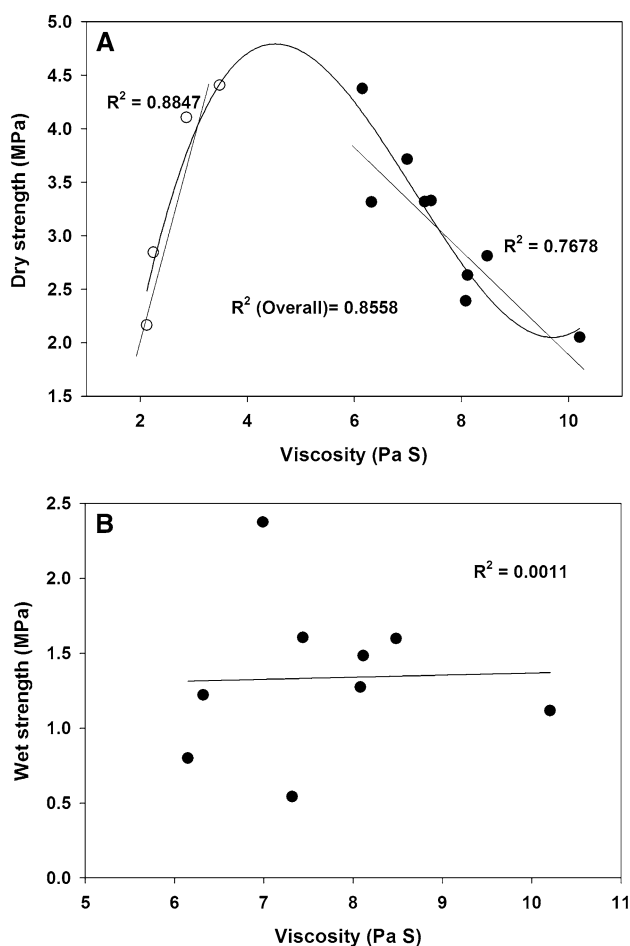 A
5.0
4.5
4.0
3.5
3.0
2.5
2.0
1.5
Dry strength (MPa)
R² = 0.8847
R² = 0.7678
R² (Overall)= 0.8558
2 4 6 8 10
Viscosity (Pa S)
B
2.5
2.0
1.5
1.0
0.5
0.0
Wet strength (MPa)
R² = 0.0011
5 6 7 8 9 10 11
Viscosity (Pa S)